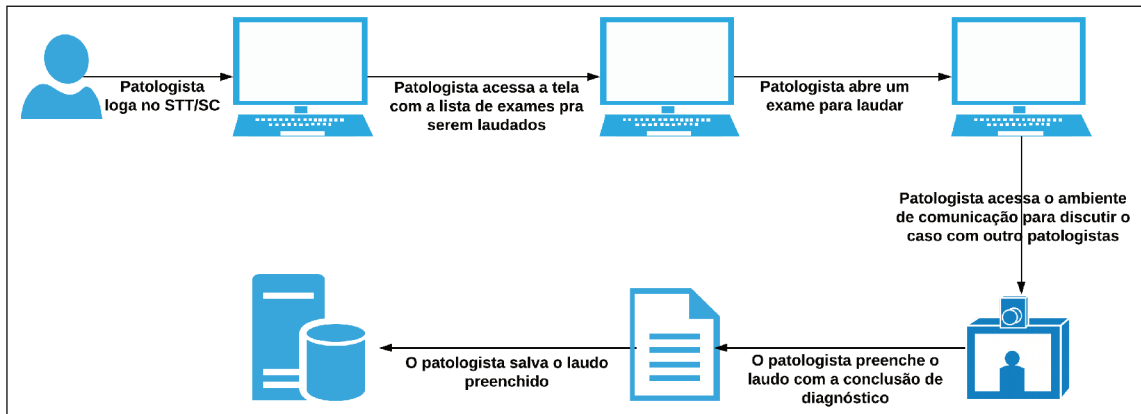 Patologista
loga no STT/SC
Patologista acessa a tela
com a lista de exames pra
serem laudados
Patologista abre um
exame para laudar
Patologista acessa o ambiente
de comunicação para discutir o
caso com outro patologistas
O patologista preenche o
laudo com a conclusão de
diagnóstico
O patologista salva o laudo
preenchido